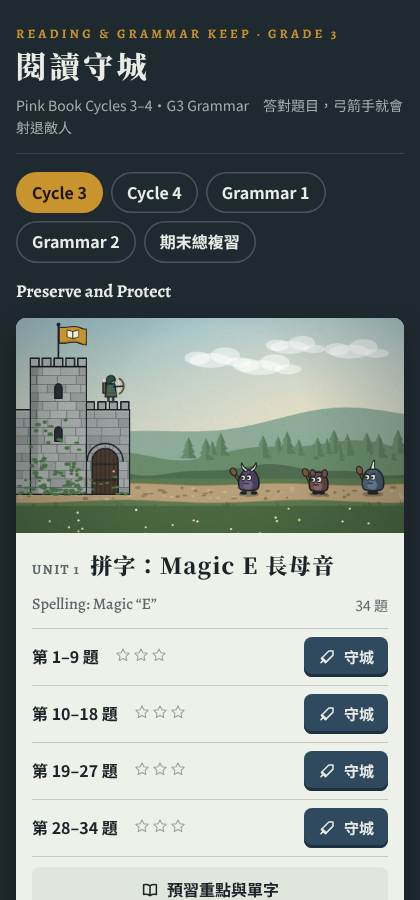 READING & GRAMMAR KEEP · GRADE 3
閱讀守城
Pink Book Cycles 3–4・G3 Grammar　答對題目，弓箭手就會
射退敵人
Cycle 3
Cycle 4
Grammar 1
Grammar 2
期末總複習
Preserve and Protect
UNIT 1 拼字：Magic E 長母音
Spelling: Magic “E”
34 題
第 1–9 題
守城
第 10–18 題
守城
第 19–27 題
守城
第 28–34 題
守城
預習重點與單字